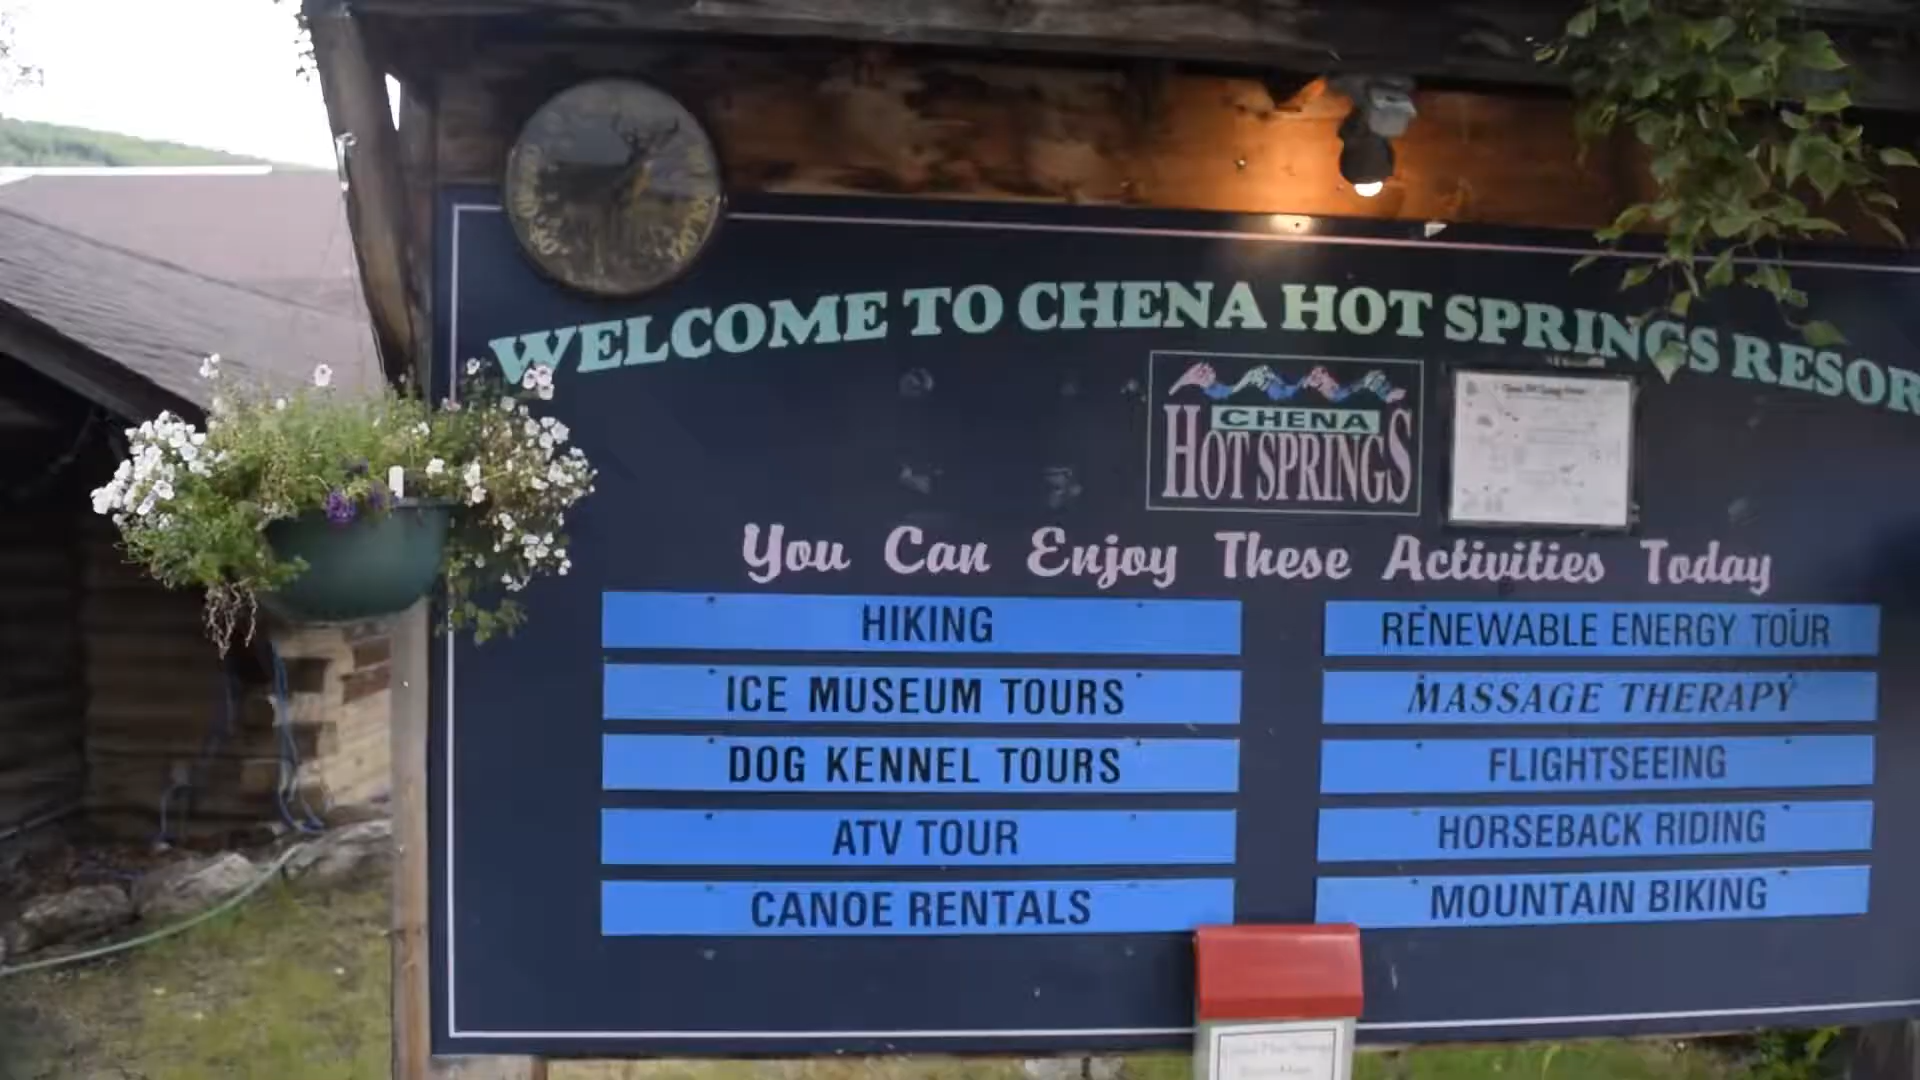 WELCOME TO CHENA HOT SPRINGS RESOR
CHENA
HOT SPRINGS
You Can Enjoy These Activities Today
HIKING
ICE MUSEUM TOURS
DOG KENNEL TOURS
ATV TOUR
CANOE RENTALS
RENEWABLE ENERGY TOUR
MASSAGE THERAPY
FLIGHTSEEING
HORSEBACK RIDING
MOUNTAIN BIKING